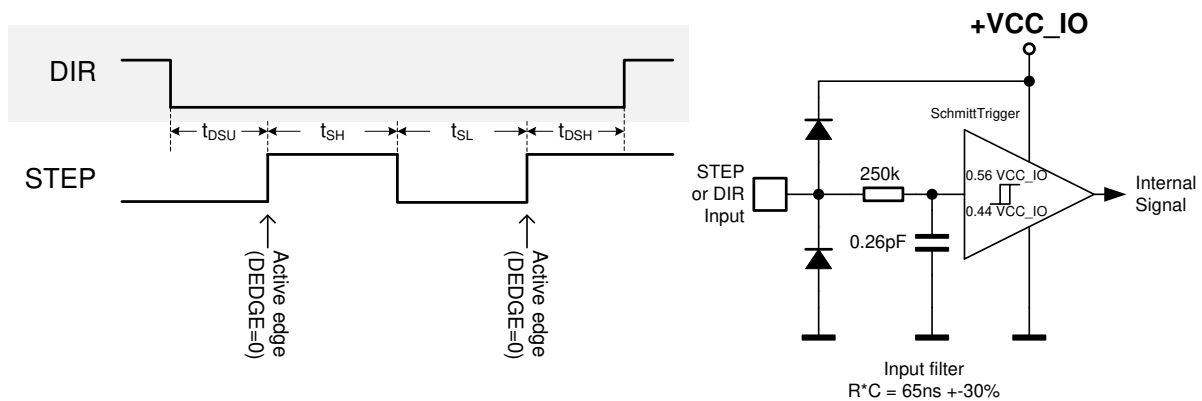 DIR
tDSU
tSH
tSL
tDSH
STEP
Active edge
(DEDGE=0)
Active edge
(DEDGE=0)
+VCC_IO
SchmittTrigger
STEP
or DIR
Input
250k
0.56 VCC_IO
0.44 VCC_IO
Internal
Signal
0.26pF
Input filter
R*C = 65ns +-30%